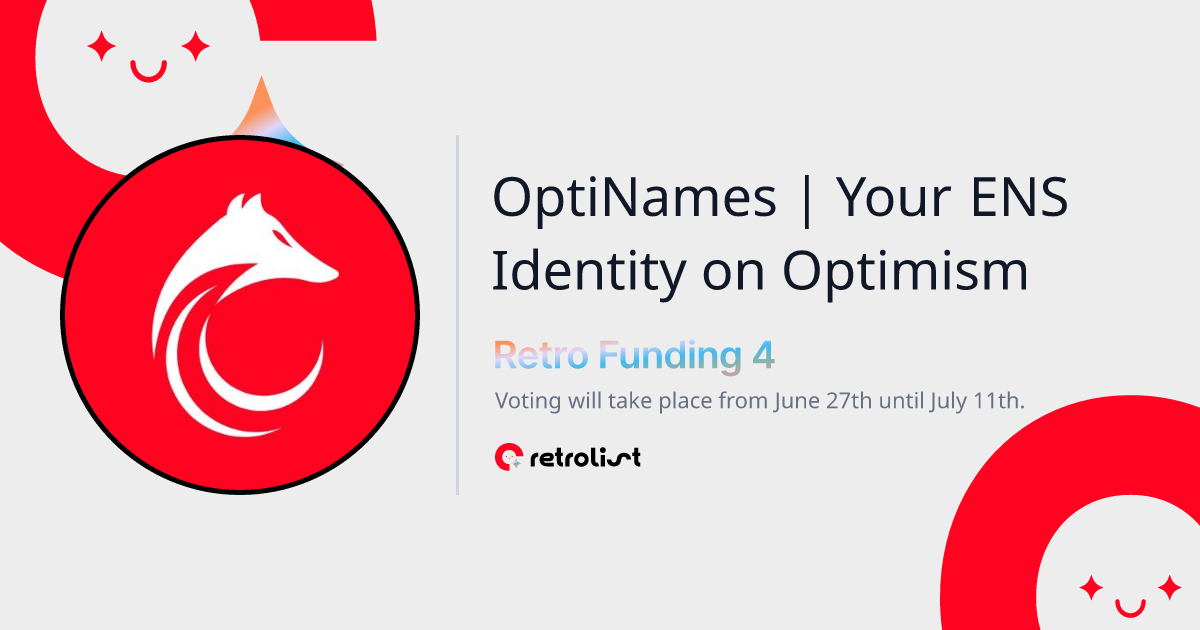 OptiNames | Your ENS
Identity on Optimism
Retro Funding 4
Voting will take place from June 27th until July 11th.
retrolist